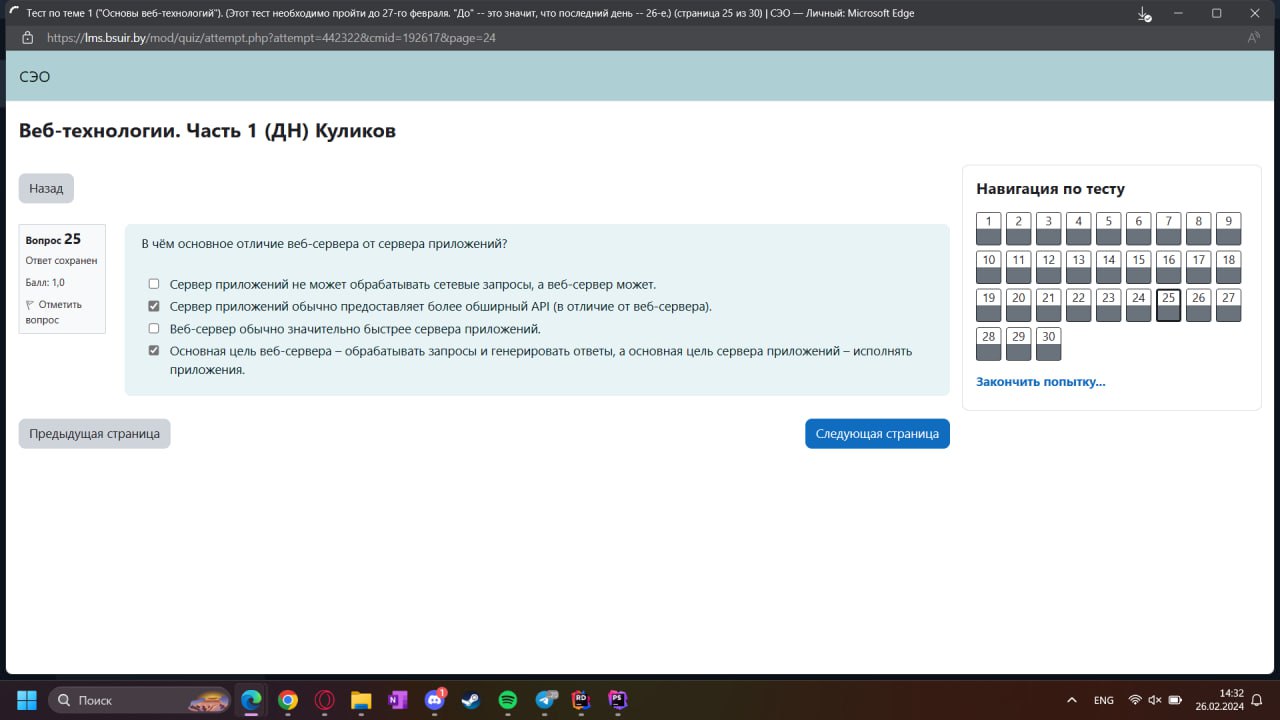 Тест по теме 1 ("Основы веб-технологий"). (Этот тест необходимо пройти до 27-го февраля. "До" -- это значит, что последний день -- 26-е.) (страница 25 из 30) | СЭО — Личный: Microsoft Edge
https://lms.bsuir.by/mod/quiz/attempt.php?attempt=442322&cmid=192617&page=24
СЭО
Веб-технологии. Часть 1 (ДН) Куликов
Назад
Вопрос 25
Ответ сохранен
Балл: 1,0
Отметить
вопрос
В чём основное отличие веб-сервера от сервера приложений?
Сервер приложений не может обрабатывать сетевые запросы, а веб-сервер может.
Сервер приложений обычно предоставляет более обширный API (в отличие от веб-сервера).
Веб-сервер обычно значительно быстрее сервера приложений.
Основная цель веб-сервера – обрабатывать запросы и генерировать ответы, а основная цель сервера приложений – исполнять
приложения.
Предыдущая страница
Следующая страница
Навигация по тесту
1 2 3 4 5 6 7 8 9
10 11 12 13 14 15 16 17 18
19 20 21 22 23 24 25 26 27
28 29 30
Закончить попытку...
Поиск
1
RD
PS
ENG
14:32
26.02.2024